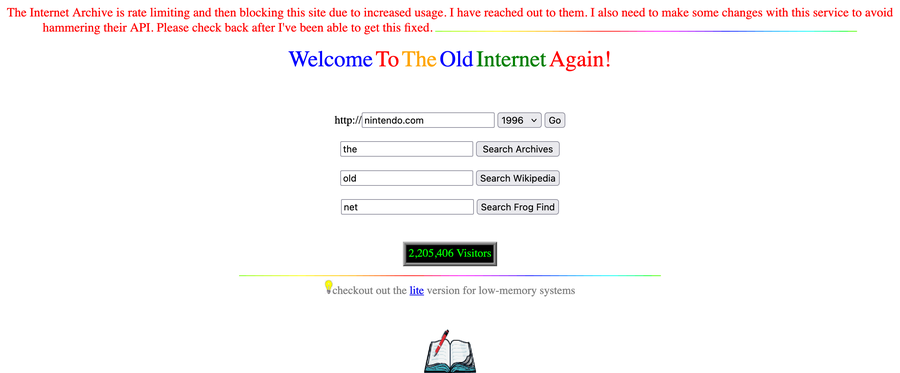 The Internet Archive is rate limiting and then blocking this site due to increased usage. I have reached out to them. I also need to make some changes with this service to avoid
hammering their API. Please check back after I've been able to get this fixed.
Welcome To The Old Internet Again!
http:// nintendo.com 1996 Go
the Search Archives
old Search Wikipedia
net Search Frog Find
2,205,406 Visitors
checkout out the lite version for low-memory systems